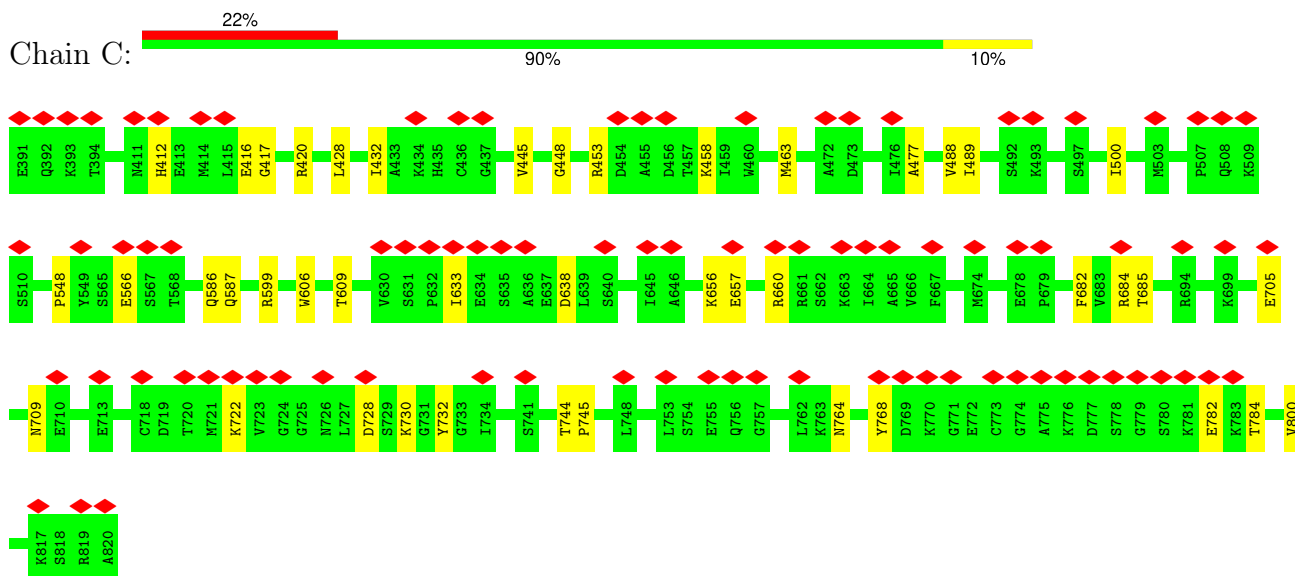 22%
Chain C:
90% 10%
E391 Q392 K393 T394 N411 H412 E413 M414 L415 E416 G417 R420 L428 I432 A433 K434 H435 C436 G437 V445 G448 R453 D454 A455 D456 T457 K458 I459 W460 M463 A472 D473 I476 A477 V488 I489 S492 K493 S497 I500 M503 P507 Q508 K509
S510 F548 Y549 S565 E566 S567 T568 Q586 Q587 R599 W606 T609 V630 S631 P632 I633 E634 S635 A636 E637 D638 L639 S640 I645 A646 K656 E657 R660 R661 S662 K663 I664 A665 V666 F667 M674 E678 P679 F682 V683 R684 T685 R694 K699 E705
N709 E710 E713 C718 D719 T720 M721 K722 V723 G724 G725 N726 L727 D728 S729 K730 G731 Y732 G733 I734 S741 T744 P745 L748 L753 S754 E755 Q756 G757 L762 K763 N764 Y768 D769 K770 G771 E772 C773 G774 A775 K776 D777 S778 G779 S780 K781 E782 K783 T784 V800
K817 S818 R819 A820